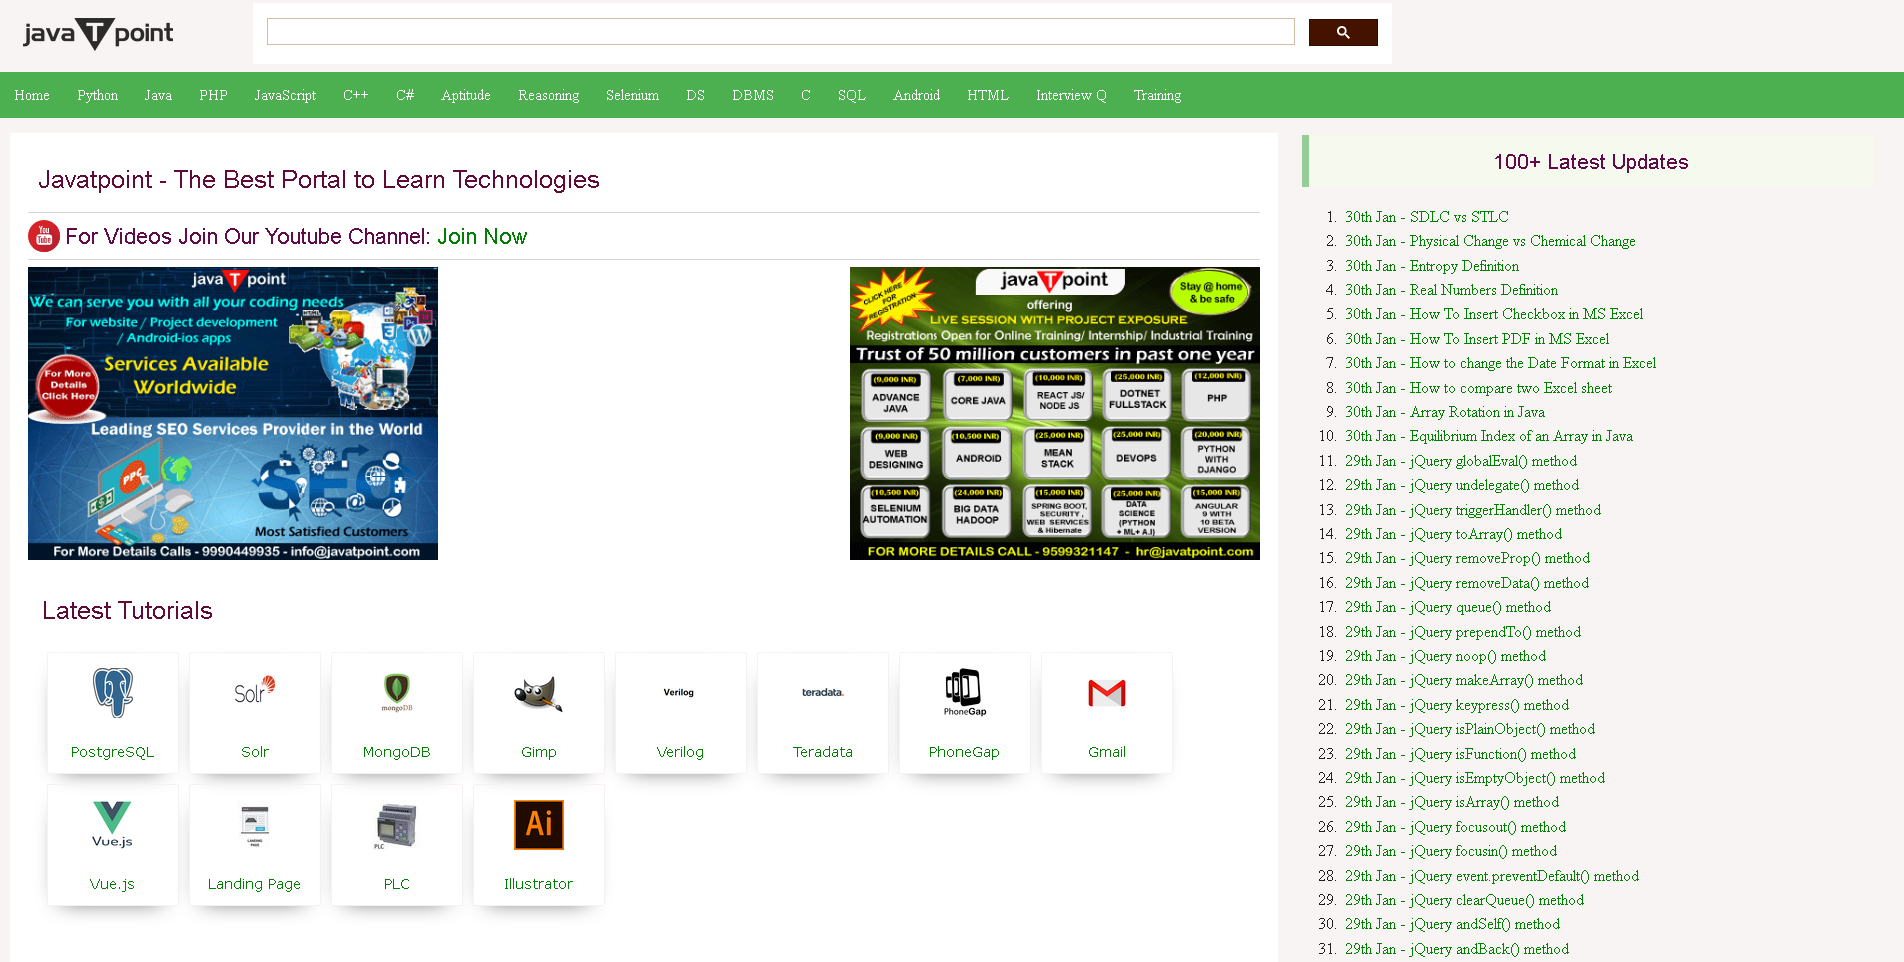 java T point
Home Python Java PHP JavaScript C++ C# Aptitude Reasoning Selenium DS DBMS C SQL Android HTML Interview Q Training
Javatpoint - The Best Portal to Learn Technologies
You Tube
For Videos Join Our Youtube Channel: Join Now
java T point
We can serve you with all your coding needs
For website / Project development
/ Android-ios apps
Services Available
Worldwide
For More
Details
Click Here
Leading SEO Services Provider in the World
PPC
SEO
Most Satisfied Customers
For More Details Calls - 9990449935 - info@javatpoint.com
CLICK HERE
FOR
REGISTRATION
java T point
Stay @ home
& be safe
offering
LIVE SESSION WITH PROJECT EXPOSURE
Registrations Open for Online Training/ Internship/ Industrial Training
Trust of 50 million customers in past one year
(9,000 INR) (7,000 INR) (10,000 INR) (25,000 INR) (12,000 INR)
ADVANCE JAVA
CORE JAVA
REACT JS/ NODE JS
DOTNET FULLSTACK
PHP
(9,000 INR) (10,500 INR) (25,000 INR) (25,000 INR) (20,000 INR)
WEB DESIGNING
ANDROID
MEAN STACK
DEVOPS
PYTHON WITH DJANGO
(10,500 INR) (24,000 INR) (15,000 INR) (25,000 INR) (15,000 INR)
SELENIUM AUTOMATION
BIG DATA HADOOP
SPRING BOOT, SECURITY, WEB SERVICES & Hibernate
DATA SCIENCE (PYTHON + ML+ A.I)
ANGULAR 9 WITH 10 BETA VERSION
FOR MORE DETAILS CALL - 9599321147 - hr@javatpoint.com
Latest Tutorials
Solr
mongoDB
Verilog
teradata.
PhoneGap
PostgreSQL Solr MongoDB Gimp Verilog Teradata PhoneGap Gmail
Vue.js
LANDING PAGE
PLC
Ai
Vue.js Landing Page PLC Illustrator
100+ Latest Updates
1. 30th Jan - SDLC vs STLC
2. 30th Jan - Physical Change vs Chemical Change
3. 30th Jan - Entropy Definition
4. 30th Jan - Real Numbers Definition
5. 30th Jan - How To Insert Checkbox in MS Excel
6. 30th Jan - How To Insert PDF in MS Excel
7. 30th Jan - How to change the Date Format in Excel
8. 30th Jan - How to compare two Excel sheet
9. 30th Jan - Array Rotation in Java
10. 30th Jan - Equilibrium Index of an Array in Java
11. 29th Jan - jQuery globalEval() method
12. 29th Jan - jQuery undelegate() method
13. 29th Jan - jQuery triggerHandler() method
14. 29th Jan - jQuery toArray() method
15. 29th Jan - jQuery removeProp() method
16. 29th Jan - jQuery removeData() method
17. 29th Jan - jQuery queue() method
18. 29th Jan - jQuery prependTo() method
19. 29th Jan - jQuery noop() method
20. 29th Jan - jQuery makeArray() method
21. 29th Jan - jQuery keypress() method
22. 29th Jan - jQuery isPlainObject() method
23. 29th Jan - jQuery isFunction() method
24. 29th Jan - jQuery isEmptyObject() method
25. 29th Jan - jQuery isArray() method
26. 29th Jan - jQuery focusout() method
27. 29th Jan - jQuery focusin() method
28. 29th Jan - jQuery event.preventDefault() method
29. 29th Jan - jQuery clearQueue() method
30. 29th Jan - jQuery andSelf() method
31. 29th Jan - jQuery andBack() method